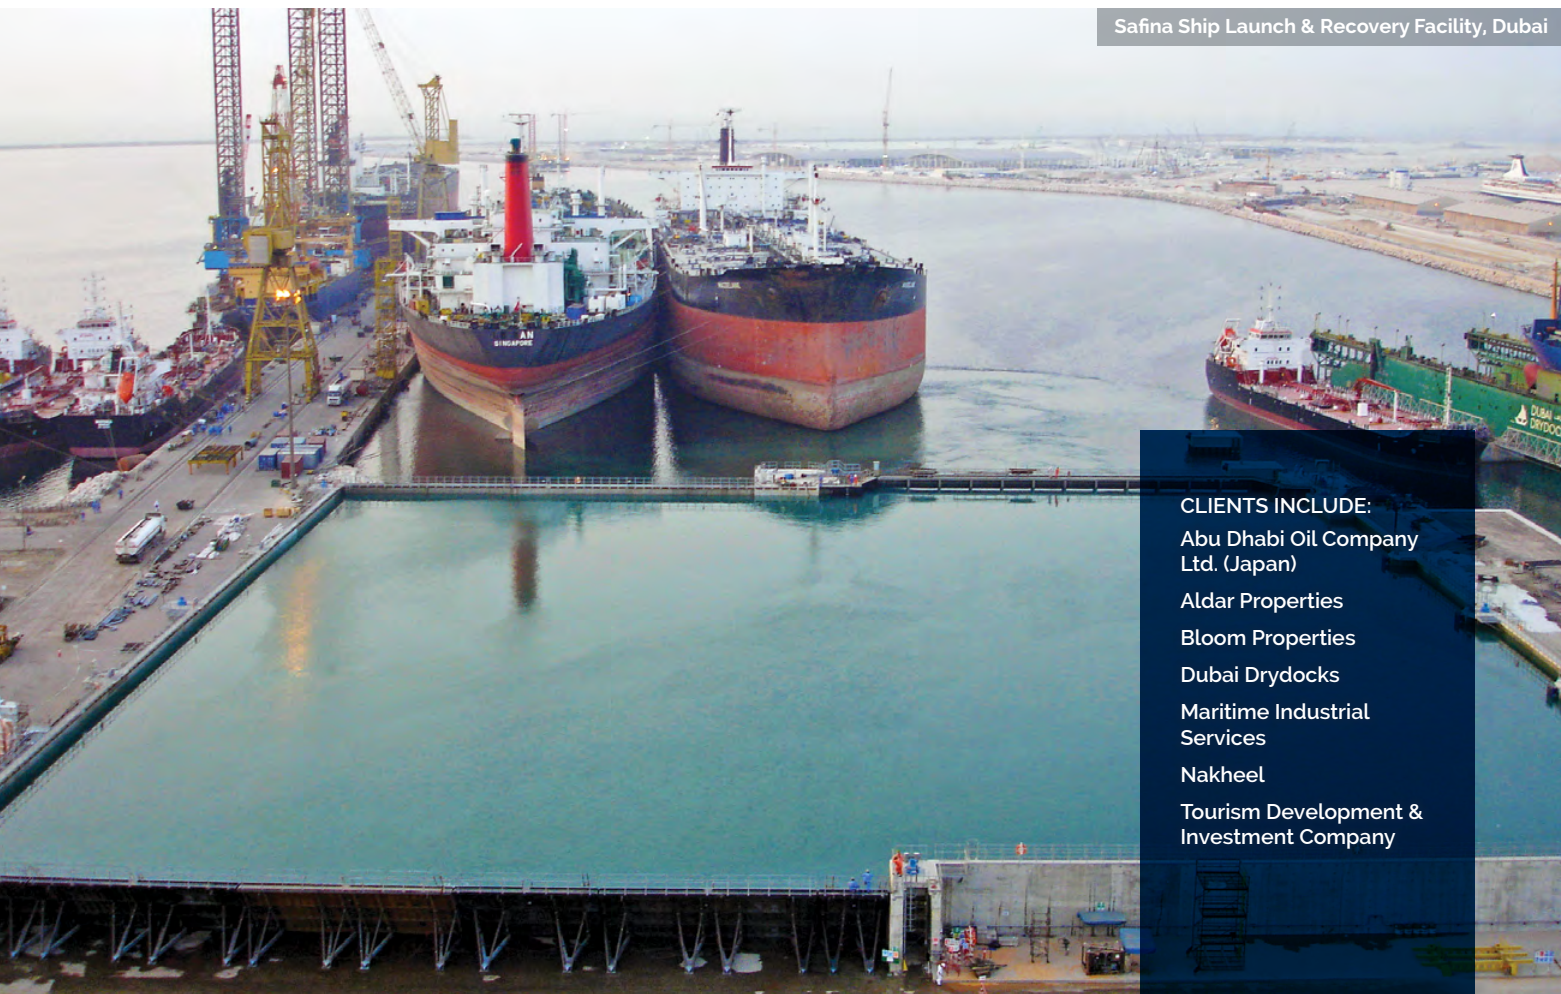 Safina Ship Launch & Recovery Facility, Dubai
AN
SINGAPORE
DUBAI
DRYDOC
CLIENTS INCLUDE:
Abu Dhabi Oil Company
Ltd. (Japan)
Aldar Properties
Bloom Properties
Dubai Drydocks
Maritime Industrial
Services
Nakheel
Tourism Development &
Investment Company